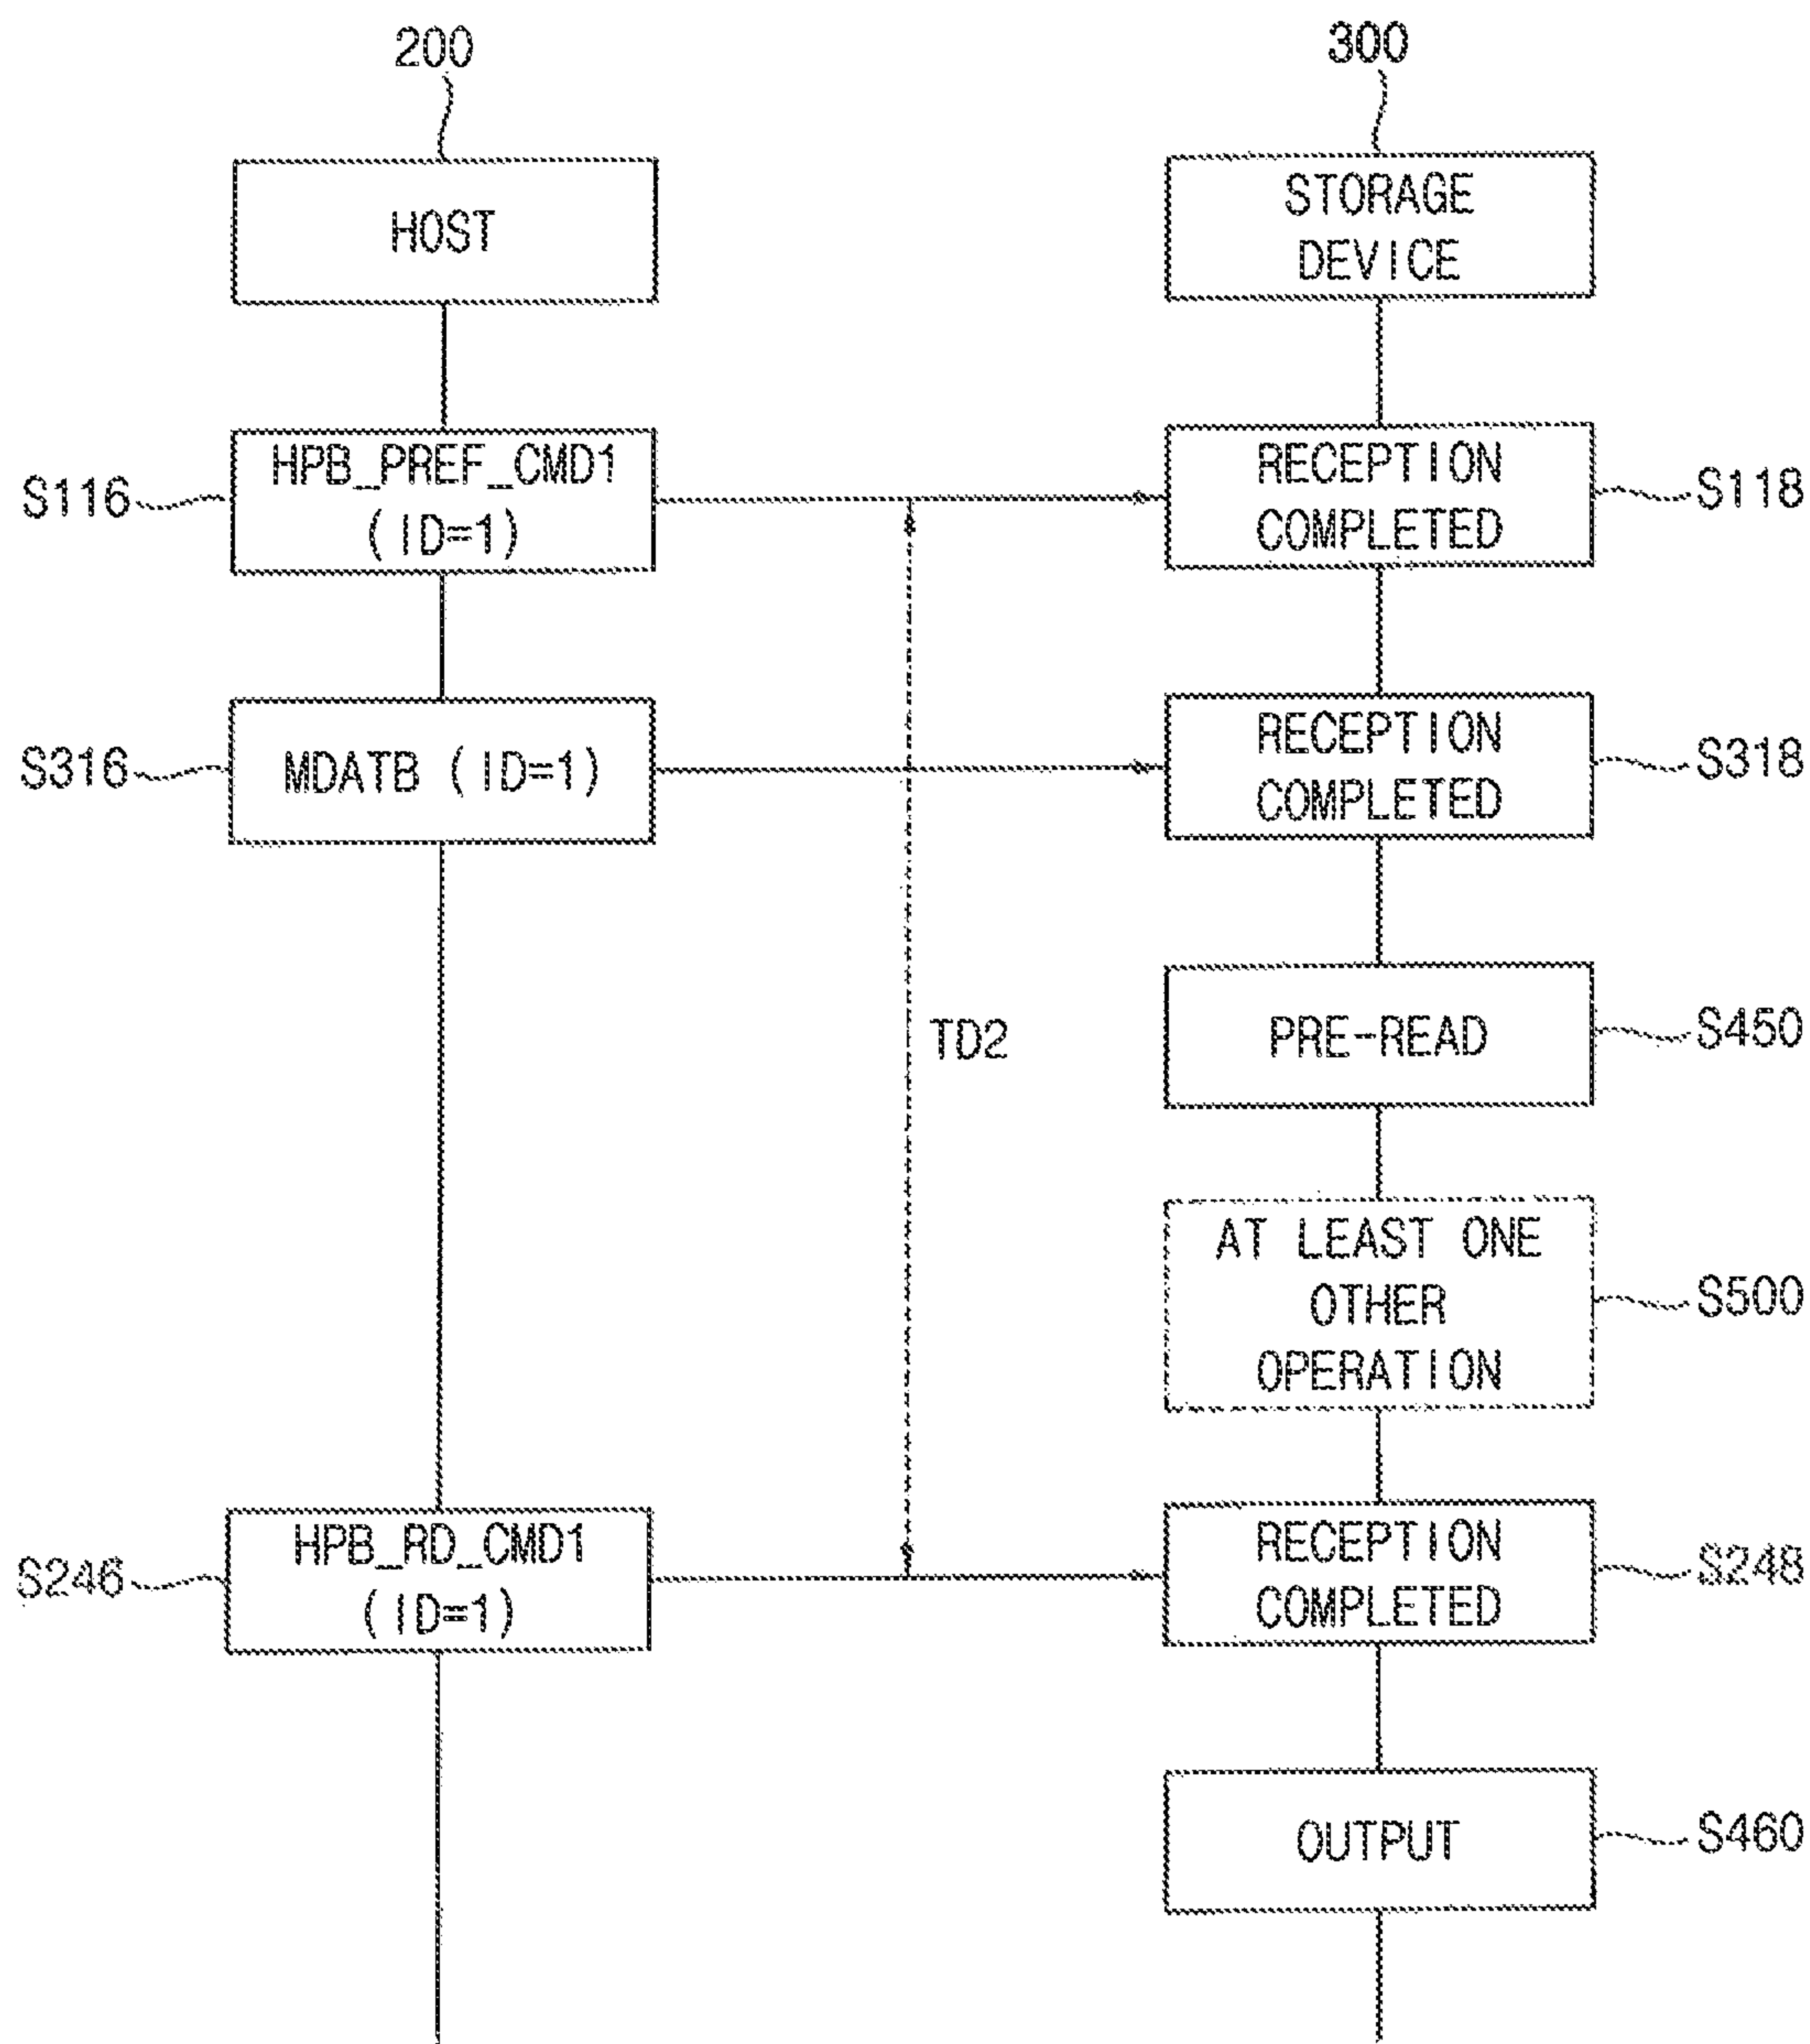 200
300
HOST
STORAGE
DEVICE
S116
HPB_PREF_CMD1
(ID=1)
RECEPTION
COMPLETED
S118
S316
MDATB (ID=1)
RECEPTION
COMPLETED
S318
TD2
PRE-READ
S450
AT LEAST ONE
OTHER
OPERATION
S500
S246
HPB_RD_CMD1
(ID=1)
RECEPTION
COMPLETED
S248
OUTPUT
S460